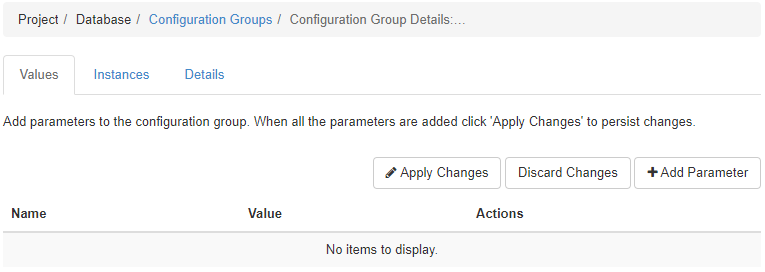 Project / Database / Configuration Groups / Configuration Group Details:...
Values Instances Details
Add parameters to the configuration group. When all the parameters are added click 'Apply Changes' to persist changes.
Apply Changes Discard Changes Add Parameter
Name Value Actions
No items to display.